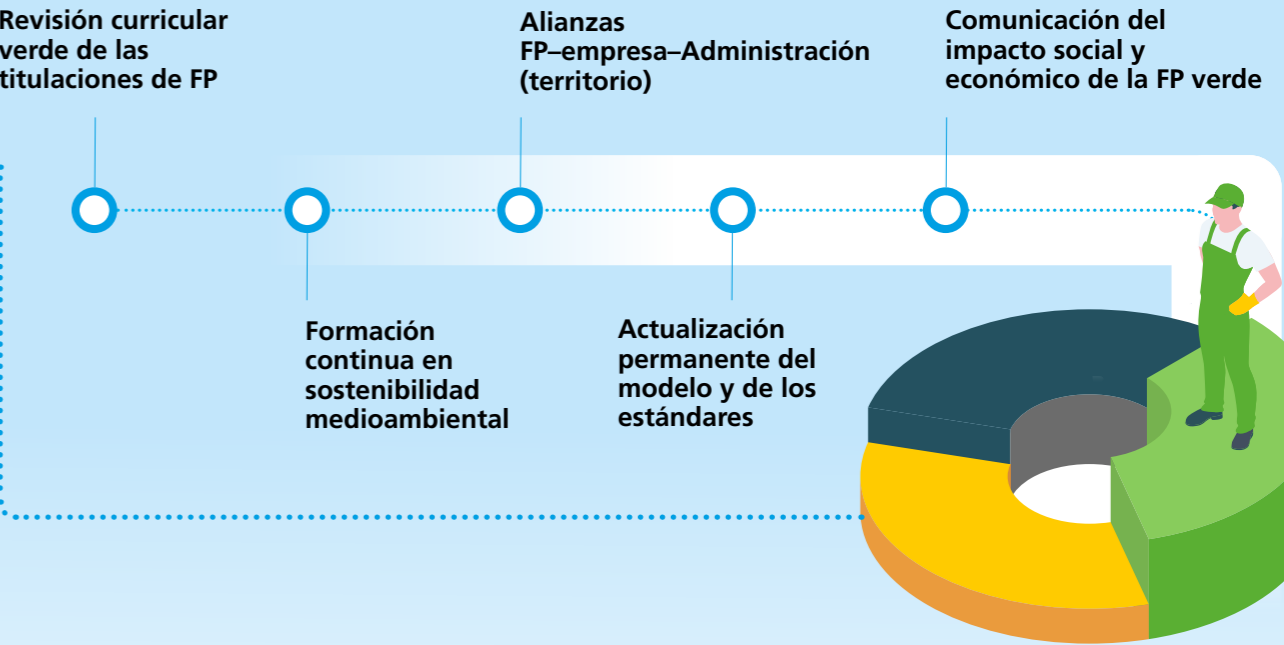 Revisión curricular
verde de las
titulaciones de FP
Formación
continua en
sostenibilidad
medioambiental
Alianzas
FP–empresa–Administración
(territorio)
Actualización
permanente del
modelo y de los
estándares
Comunicación del
impacto social y
económico de la FP verde